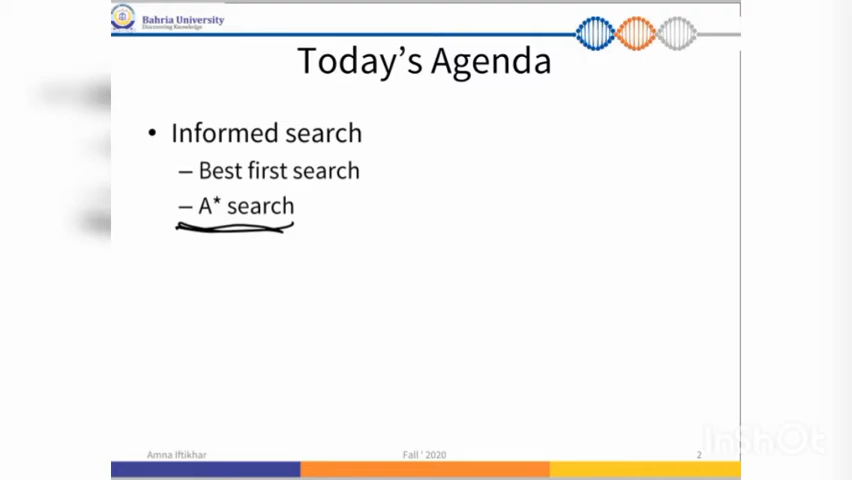 Bahria University
Discovering Knowledge
Today's Agenda
• Informed search
– Best first search
– A* search
Amna Iftikhar
Fall ' 2020
2
InShOt